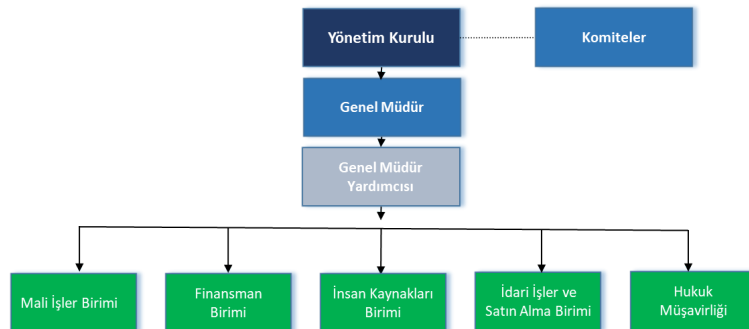 Yönetim Kurulu
Komiteler
Genel Müdür
Genel Müdür
Yardımcısı
Mali İşler Birimi
Finansman
Birimi
İnsan Kaynakları
Birimi
İdari İşler ve
Satın Alma Birimi
Hukuk
Müşavirliği